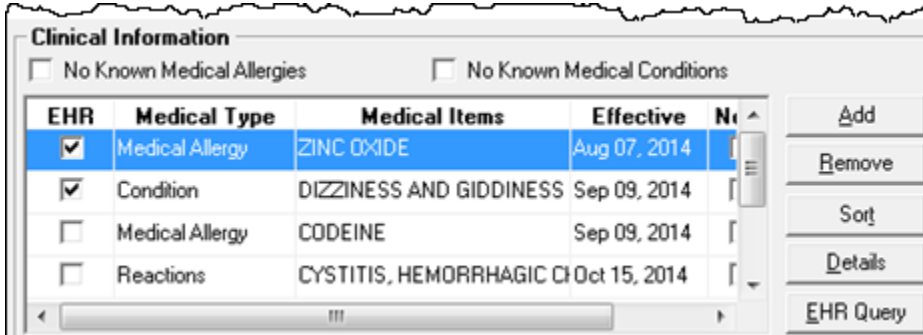 Clinical Information
No Known Medical Allergies No Known Medical Conditions
EHR Medical Type Medical Items Effective Add
Medical Allergy ZINC OXIDE Aug 07, 2014
Remove
Condition DIZZINESS AND GIDDINESS Sep 09, 2014
Sort
Medical Allergy CODEINE Sep 09, 2014
Details
Reactions CYSTITIS, HEMORRHAGIC Oct 15, 2014
EHR Query